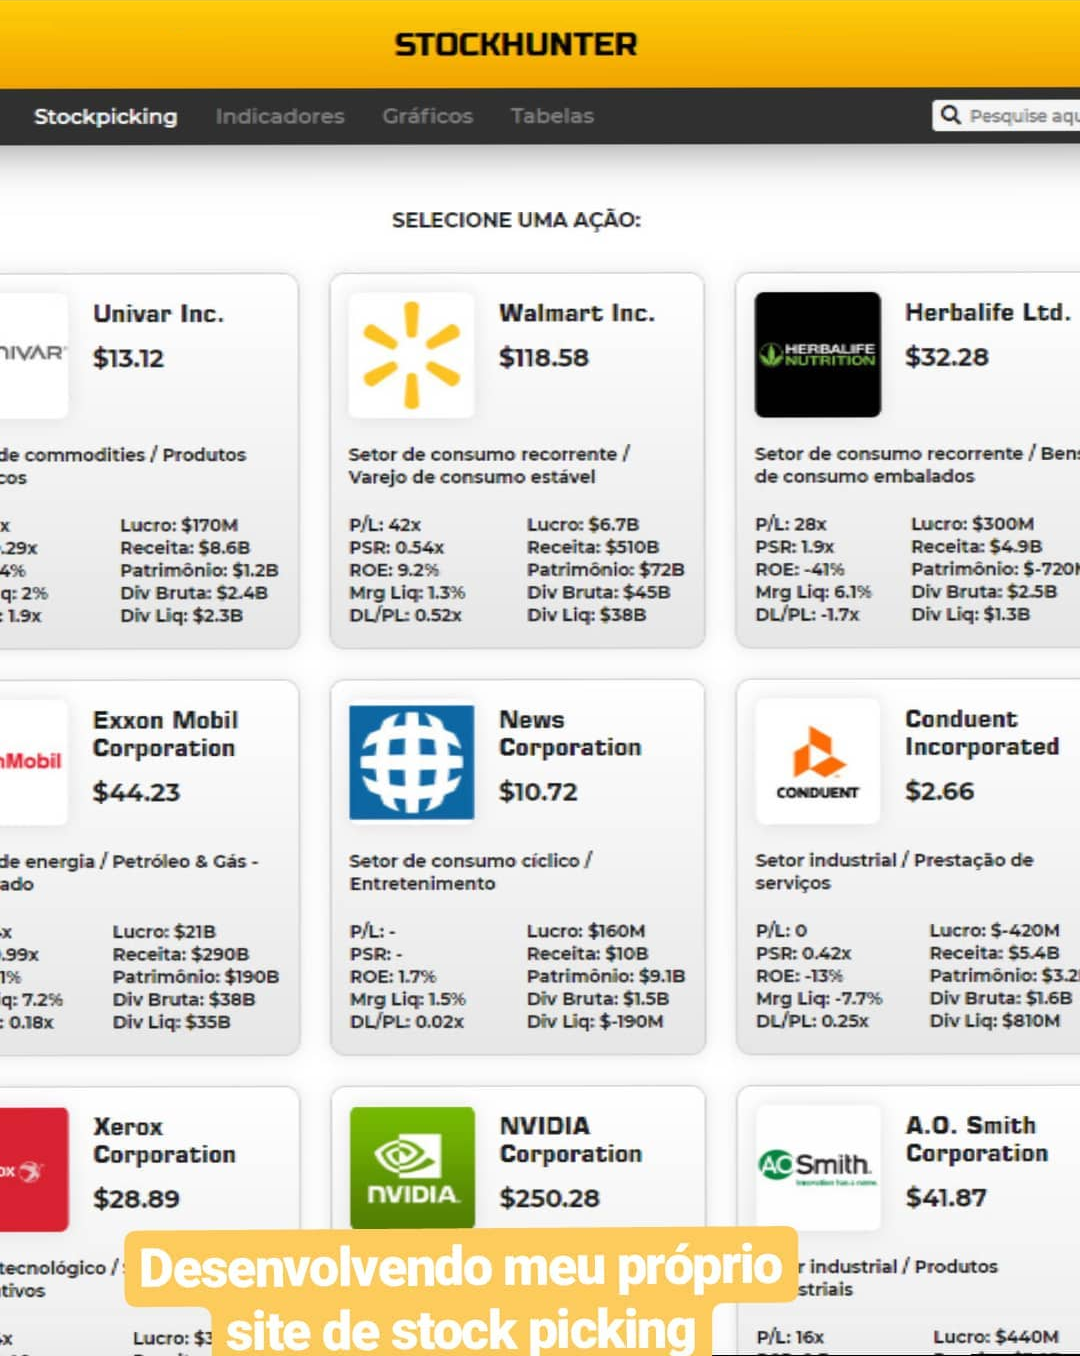 STOCKHUNTER
Stockpicking Indicadores Gráficos Tabelas Pesquise aqu
SELECIONE UMA AÇÃO:
NIVAR
Univar Inc.
$13.12
de commodities / Produtos
cos
x Lucro: $170M
.29x Receita: $8.6B
4% Patrimônio: $1.2B
q: 2% Div Bruta: $2.4B
: 1.9x Div Liq: $2.3B
Walmart Inc.
$118.58
Setor de consumo recorrente /
Varejo de consumo estável
P/L: 42x Lucro: $6.7B
PSR: 0.54x Receita: $510B
ROE: 9.2% Patrimônio: $72B
Mrg Liq: 1.3% Div Bruta: $45B
DL/PL: 0.52x Div Liq: $38B
HERBALIFE
NUTRITION
Herbalife Ltd.
$32.28
Setor de consumo recorrente / Bens
de consumo embalados
P/L: 28x Lucro: $300M
PSR: 1.9x Receita: $4.9B
ROE: -41% Patrimônio: $-720M
Mrg Liq: 6.1% Div Bruta: $2.5B
DL/PL: -1.7x Div Liq: $1.3B
nMobil
Exxon Mobil
Corporation
$44.23
de energia / Petróleo & Gás -
ado
x Lucro: $21B
.99x Receita: $290B
1% Patrimônio: $190B
iq: 7.2% Div Bruta: $38B
: 0.18x Div Liq: $35B
News
Corporation
$10.72
Setor de consumo cíclico /
Entretenimento
P/L: - Lucro: $160M
PSR: - Receita: $10B
ROE: 1.7% Patrimônio: $9.1B
Mrg Liq: 1.5% Div Bruta: $1.5B
DL/PL: 0.02x Div Liq: $-190M
CONDUENT
Conduent
Incorporated
$2.66
Setor industrial / Prestação de
serviços
P/L: 0 Lucro: $-420M
PSR: 0.42x Receita: $5.4B
ROE: -13% Patrimônio: $3.2
Mrg Liq: -7.7% Div Bruta: $1.6B
DL/PL: 0.25x Div Liq: $810M
ox
Xerox
Corporation
$28.89
tecnológico /
tivos
x Lucro: $3
NVIDIA
NVIDIA
Corporation
$250.28
AO Smith.
A.O. Smith
Corporation
$41.87
r industrial / Produtos
striais
P/L: 16x Lucro: $440M
Desenvolvendo meu próprio
site de stock picking